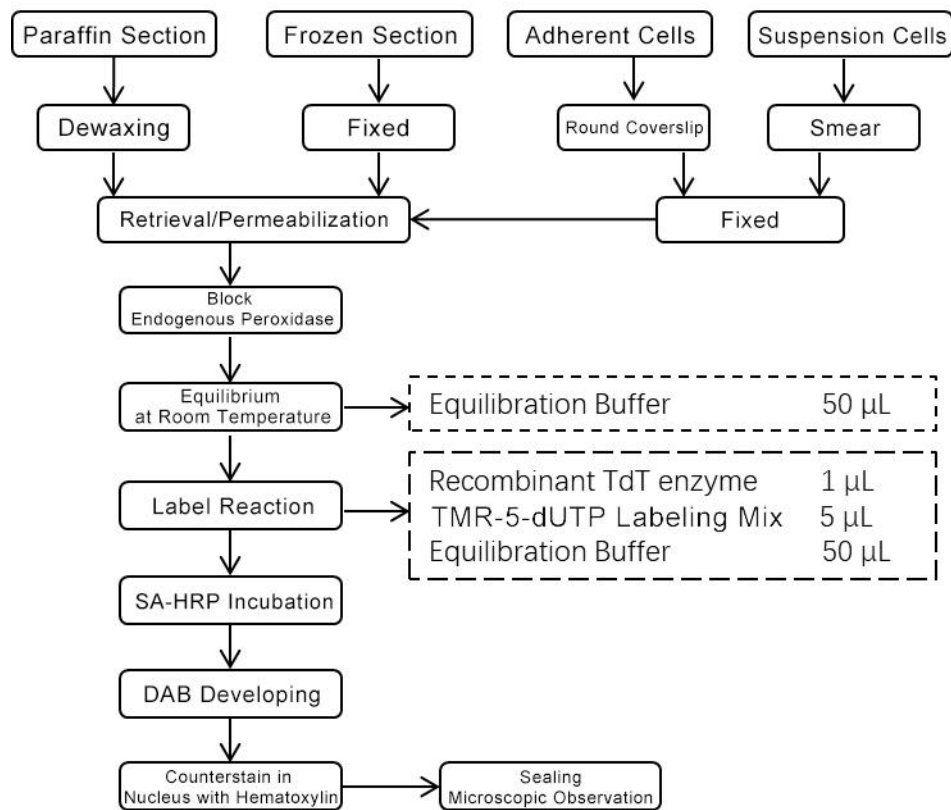 Paraffin Section
Frozen Section
Adherent Cells
Suspension Cells
Dewaxing
Fixed
Round Coverslip
Smear
Retrieval/Permeabilization
Fixed
Block
Endogenous Peroxidase
Equilibrium
at Room Temperature
Equilibration Buffer 50 μL
Label Reaction
Recombinant TdT enzyme 1 μL
TMR-5-dUTP Labeling Mix 5 μL
Equilibration Buffer 50 μL
SA-HRP Incubation
DAB Developing
Counterstain in
Nucleus with Hematoxylin
Sealing
Microscopic Observation